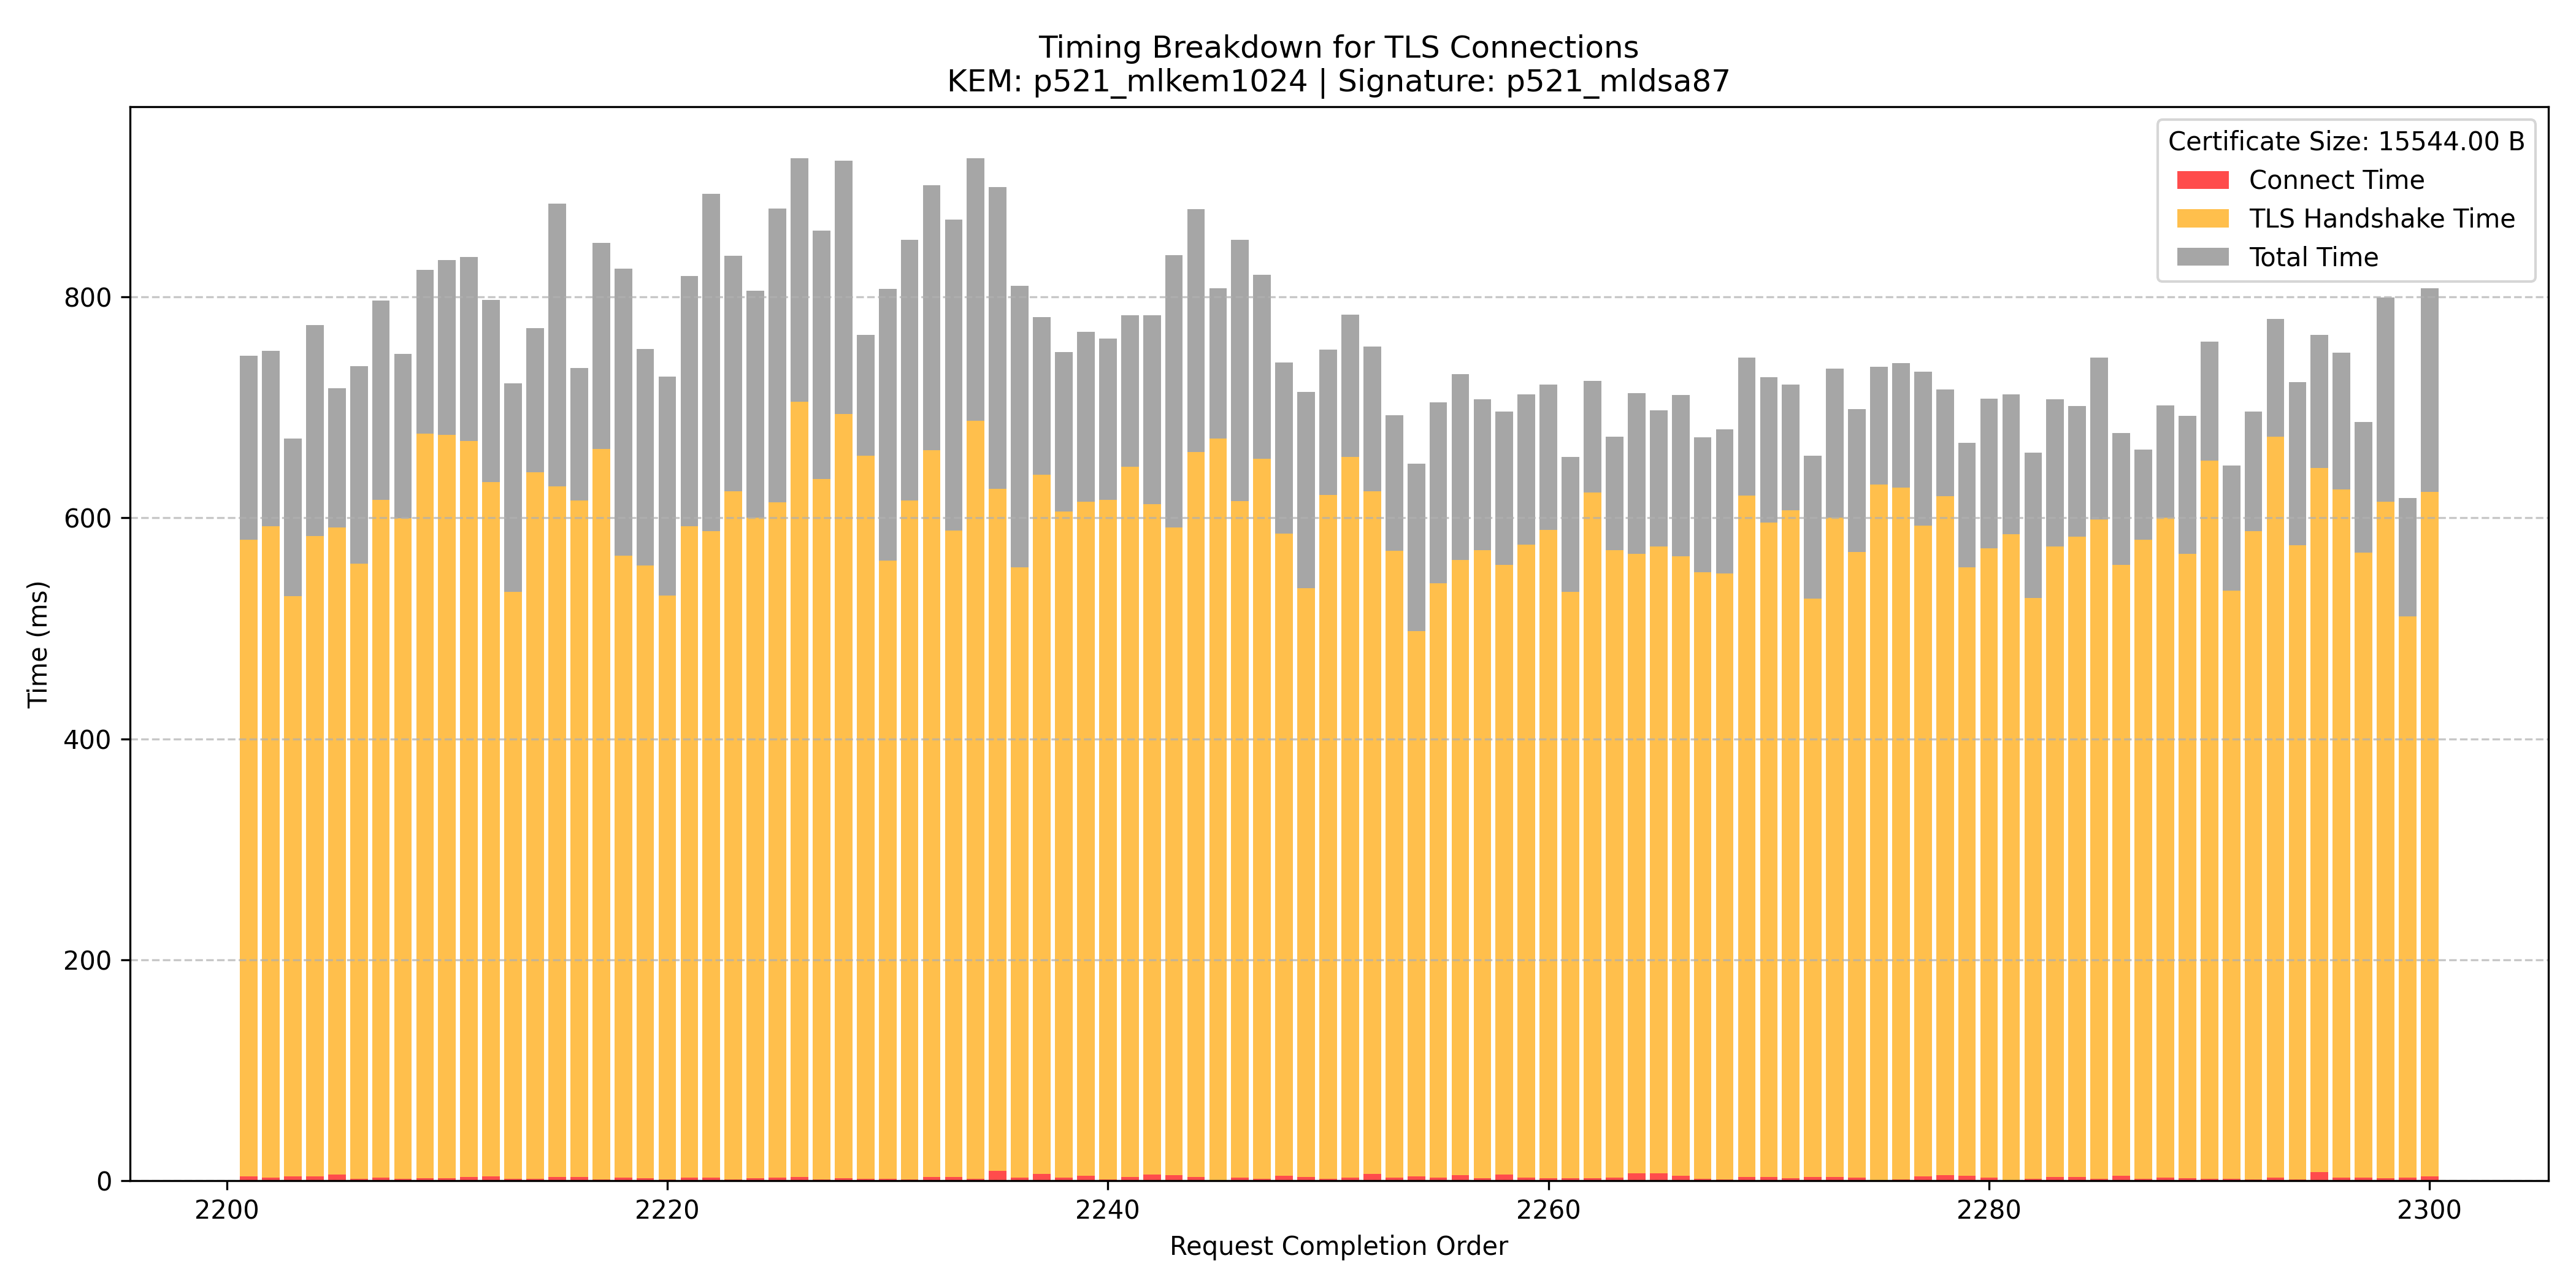 Timing Breakdown for TLS Connections
KEM: p521_mlkem1024 | Signature: p521_mldsa87
Certificate Size: 15544.00 B
Connect Time
TLS Handshake Time
Total Time
Time (ms)
800
600
400
200
0
2200 2220 2240 2260 2280 2300
Request Completion Order